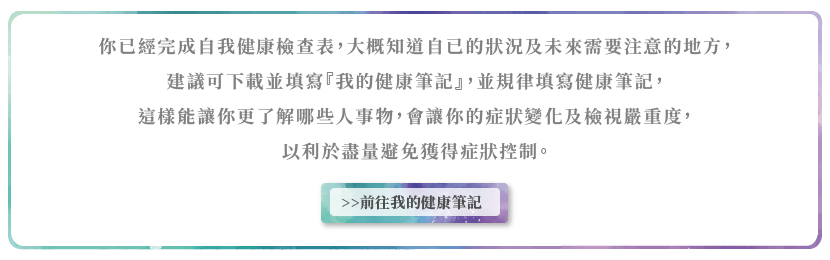 你已經完成自我健康檢查表，大概知道自己的狀況及未來需要注意的地方，
建議可下載並填寫『我的健康筆記』，並規律填寫健康筆記，
這樣能讓你更了解哪些人事物，會讓你的症狀變化及檢視嚴重度，
以利於盡量避免獲得症狀控制。
>>前往我的健康筆記